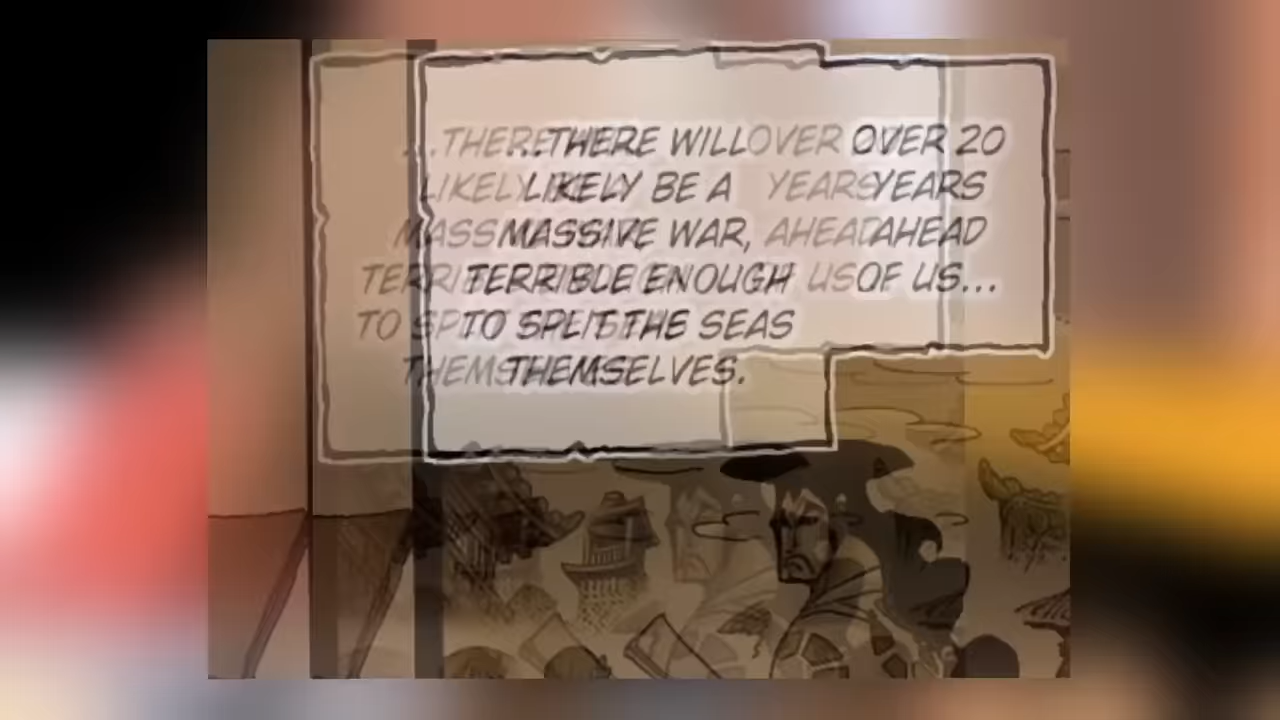 ...THERE WILL
LIKELY BE A
MASSIVE WAR,
TERRIBLE ENOUGH
TO SPLIT THE SEAS
THEMSELVES.
OVER 20
YEARS
AHEAD
OF US...